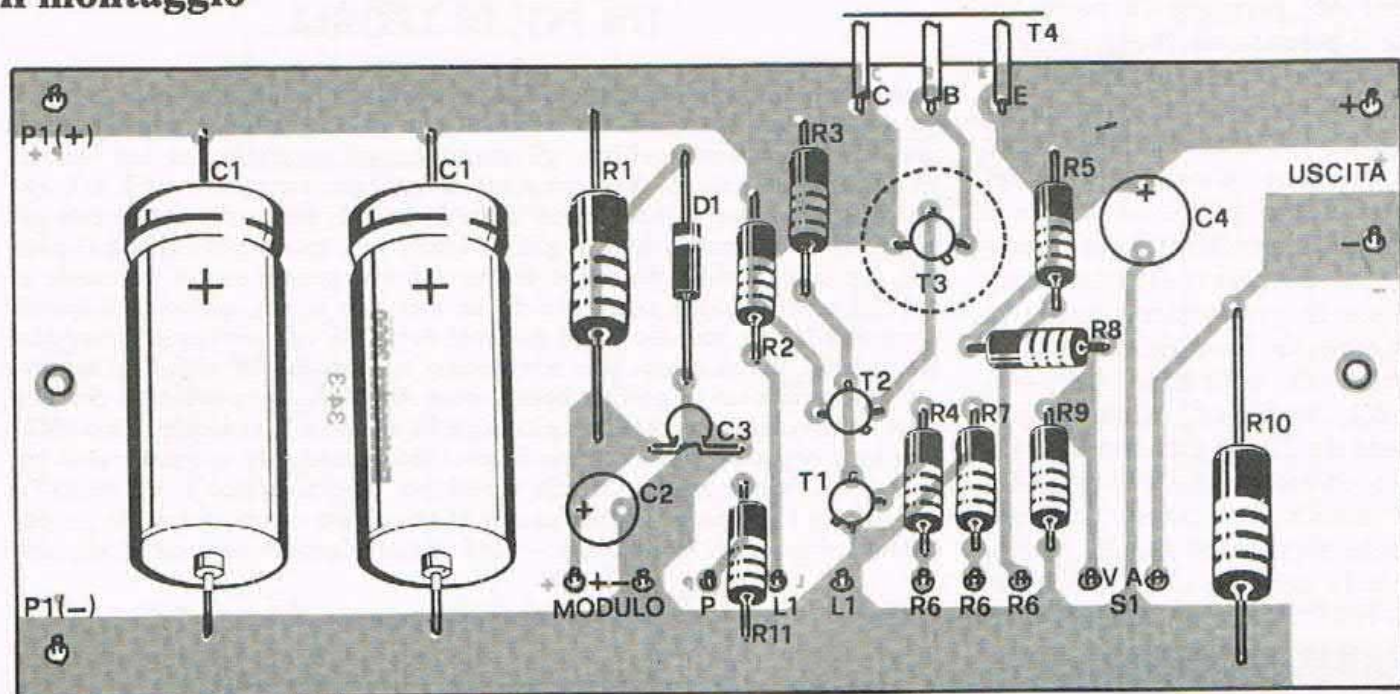 Il montaggio
T4
C B E
P1(+)
+
C1
C1
R1
D1
R3
R5
C4
USCITA
+
-
T3
R2
R8
T2
C3
R4
R7
R9
R10
343
C2
T1
P1(-)
+ -
MODULO
P
L1
L1
R6
R6
R6
V A
S1
R11